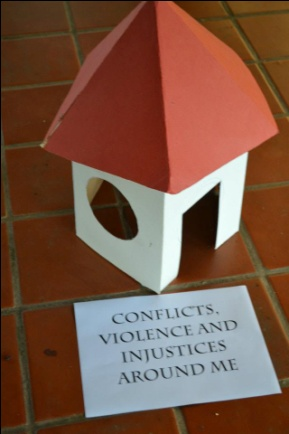 CONFLICTS,
VIOLENCE AND
INJUSTICES
AROUND ME